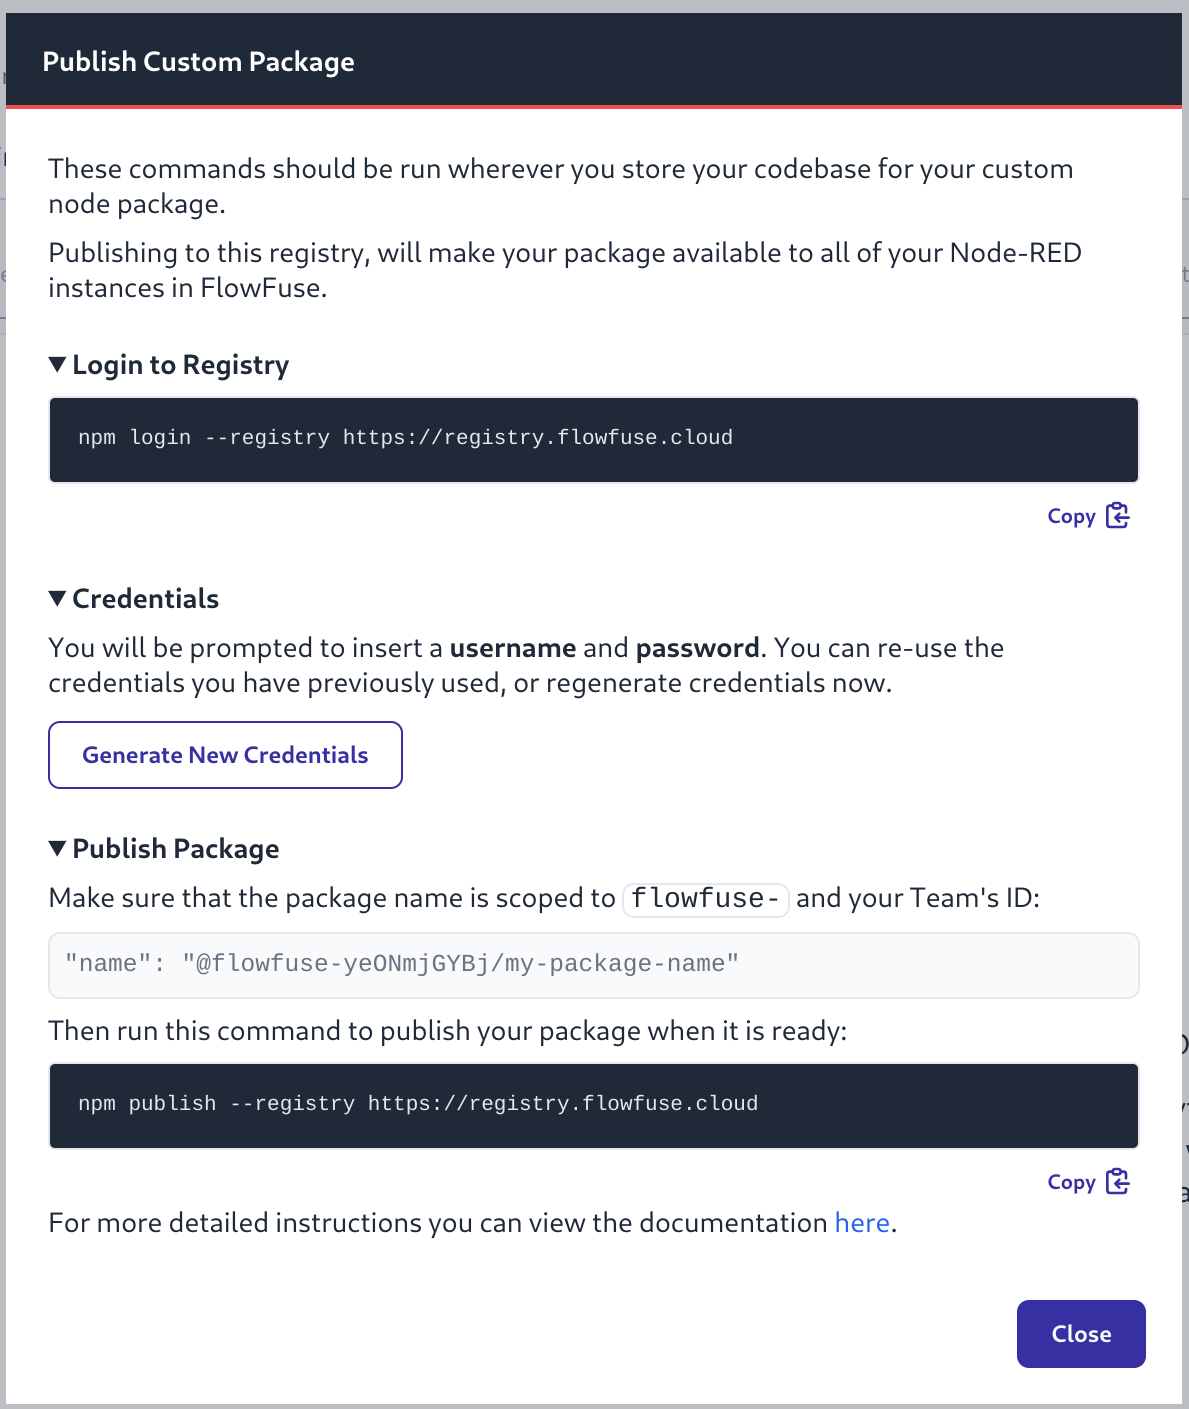 Publish Custom Package
These commands should be run wherever you store your codebase for your custom
node package.
Publishing to this registry, will make your package available to all of your Node-RED
instances in FlowFuse.
Login to Registry
npm login --registry https://registry.flowfuse.cloud
Copy
Credentials
You will be prompted to insert a username and password. You can re-use the
credentials you have previously used, or regenerate credentials now.
Generate New Credentials
Publish Package
Make sure that the package name is scoped to flowfuse- and your Team's ID:
"name": "@flowfuse-yeONmjGYBj/my-package-name"
Then run this command to publish your package when it is ready:
npm publish --registry https://registry.flowfuse.cloud
Copy
For more detailed instructions you can view the documentation here.
Close